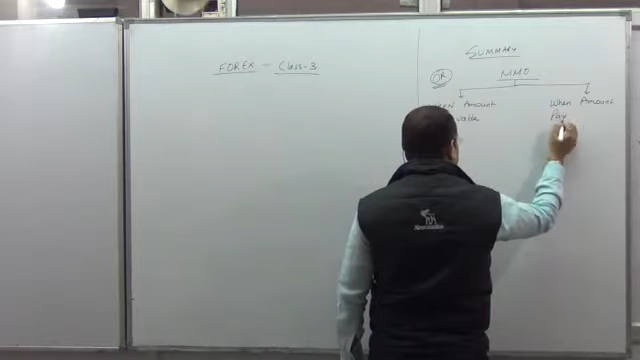 FOREX - Class-3
SUMMARY
OR
MMO
Amount
When Amount
Pay